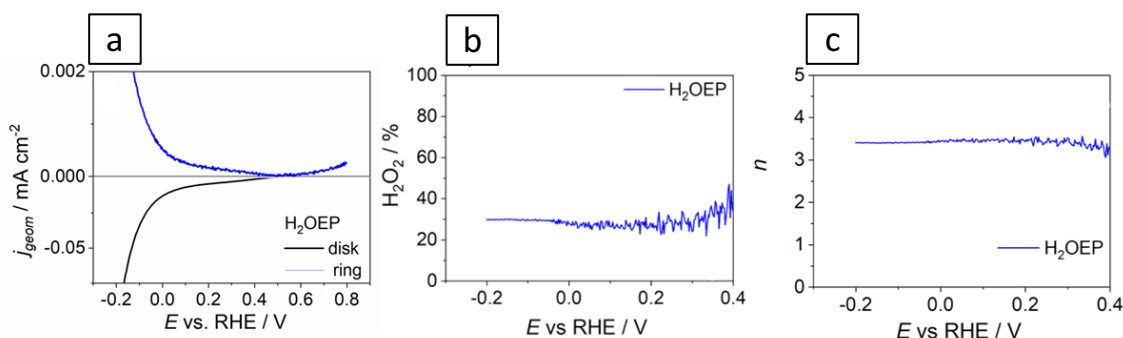 a
0.002
0.000
-0.05
j_geom / mA cm⁻²
H₂OEP
disk
ring
-0.2 0.0 0.2 0.4 0.6 0.8
E vs. RHE / V
b
100
80
60
40
20
0
H₂O₂ / %
H₂OEP
-0.2 0.0 0.2 0.4
E vs RHE / V
c
5
4
3
2
1
0
n
H₂OEP
-0.2 0.0 0.2 0.4
E vs RHE / V